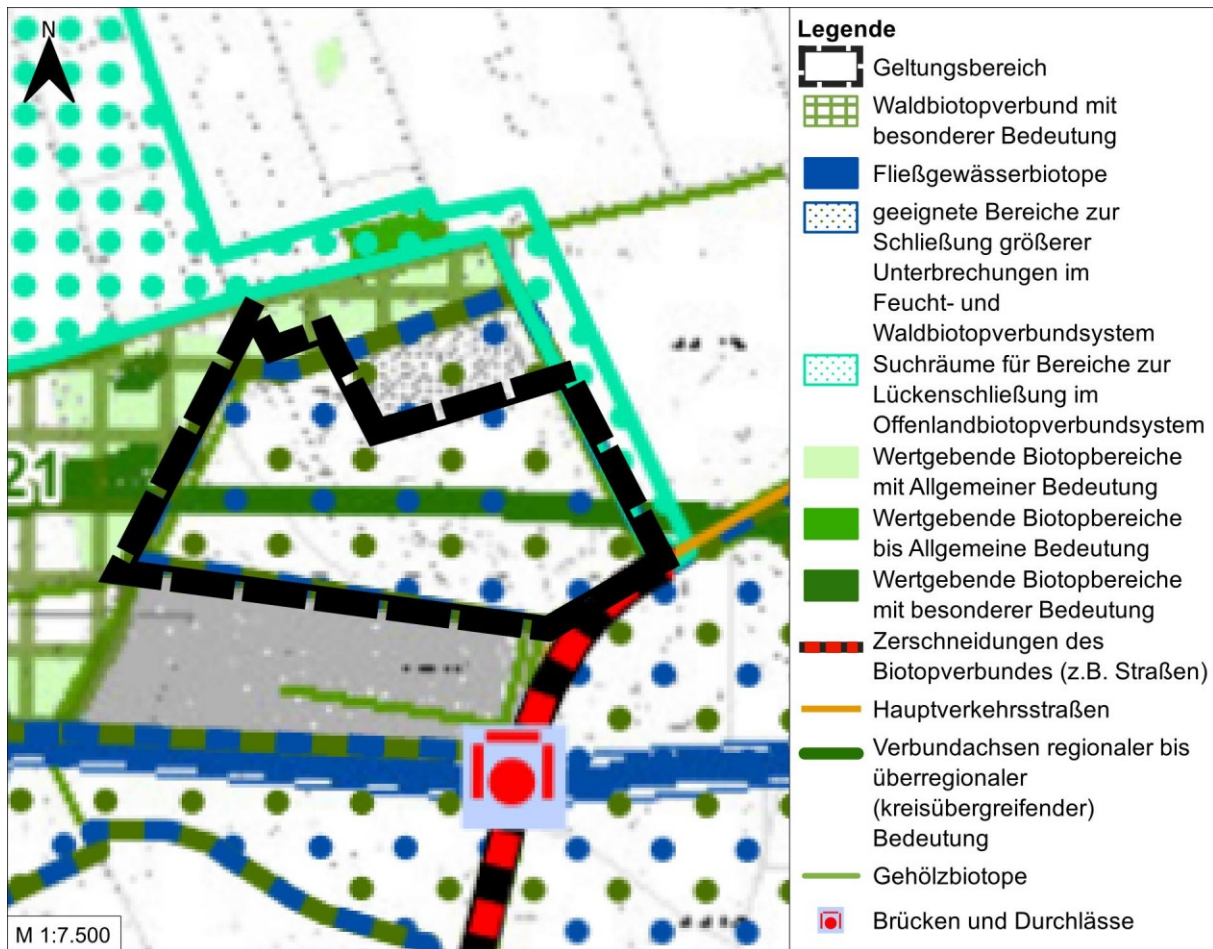 N
21
M 1:7.500
Legende
Geltungsbereich
Waldbiotopverbund mit
besonderer Bedeutung
Fließgewässerbiotope
geeignete Bereiche zur
Schließung größerer
Unterbrechungen im
Feucht- und
Waldbiotopverbundsystem
Suchräume für Bereiche zur
Lückenschließung im
Offenlandbiotopverbundsystem
Wertgebende Biotopbereiche
mit Allgemeiner Bedeutung
Wertgebende Biotopbereiche
bis Allgemeine Bedeutung
Wertgebende Biotopbereiche
mit besonderer Bedeutung
Zerschneidungen des
Biotopverbundes (z.B. Straßen)
Hauptverkehrsstraßen
Verbundachsen regionaler bis
überregionaler
(kreisübergreifender)
Bedeutung
Gehölzbiotope
Brücken und Durchlässe